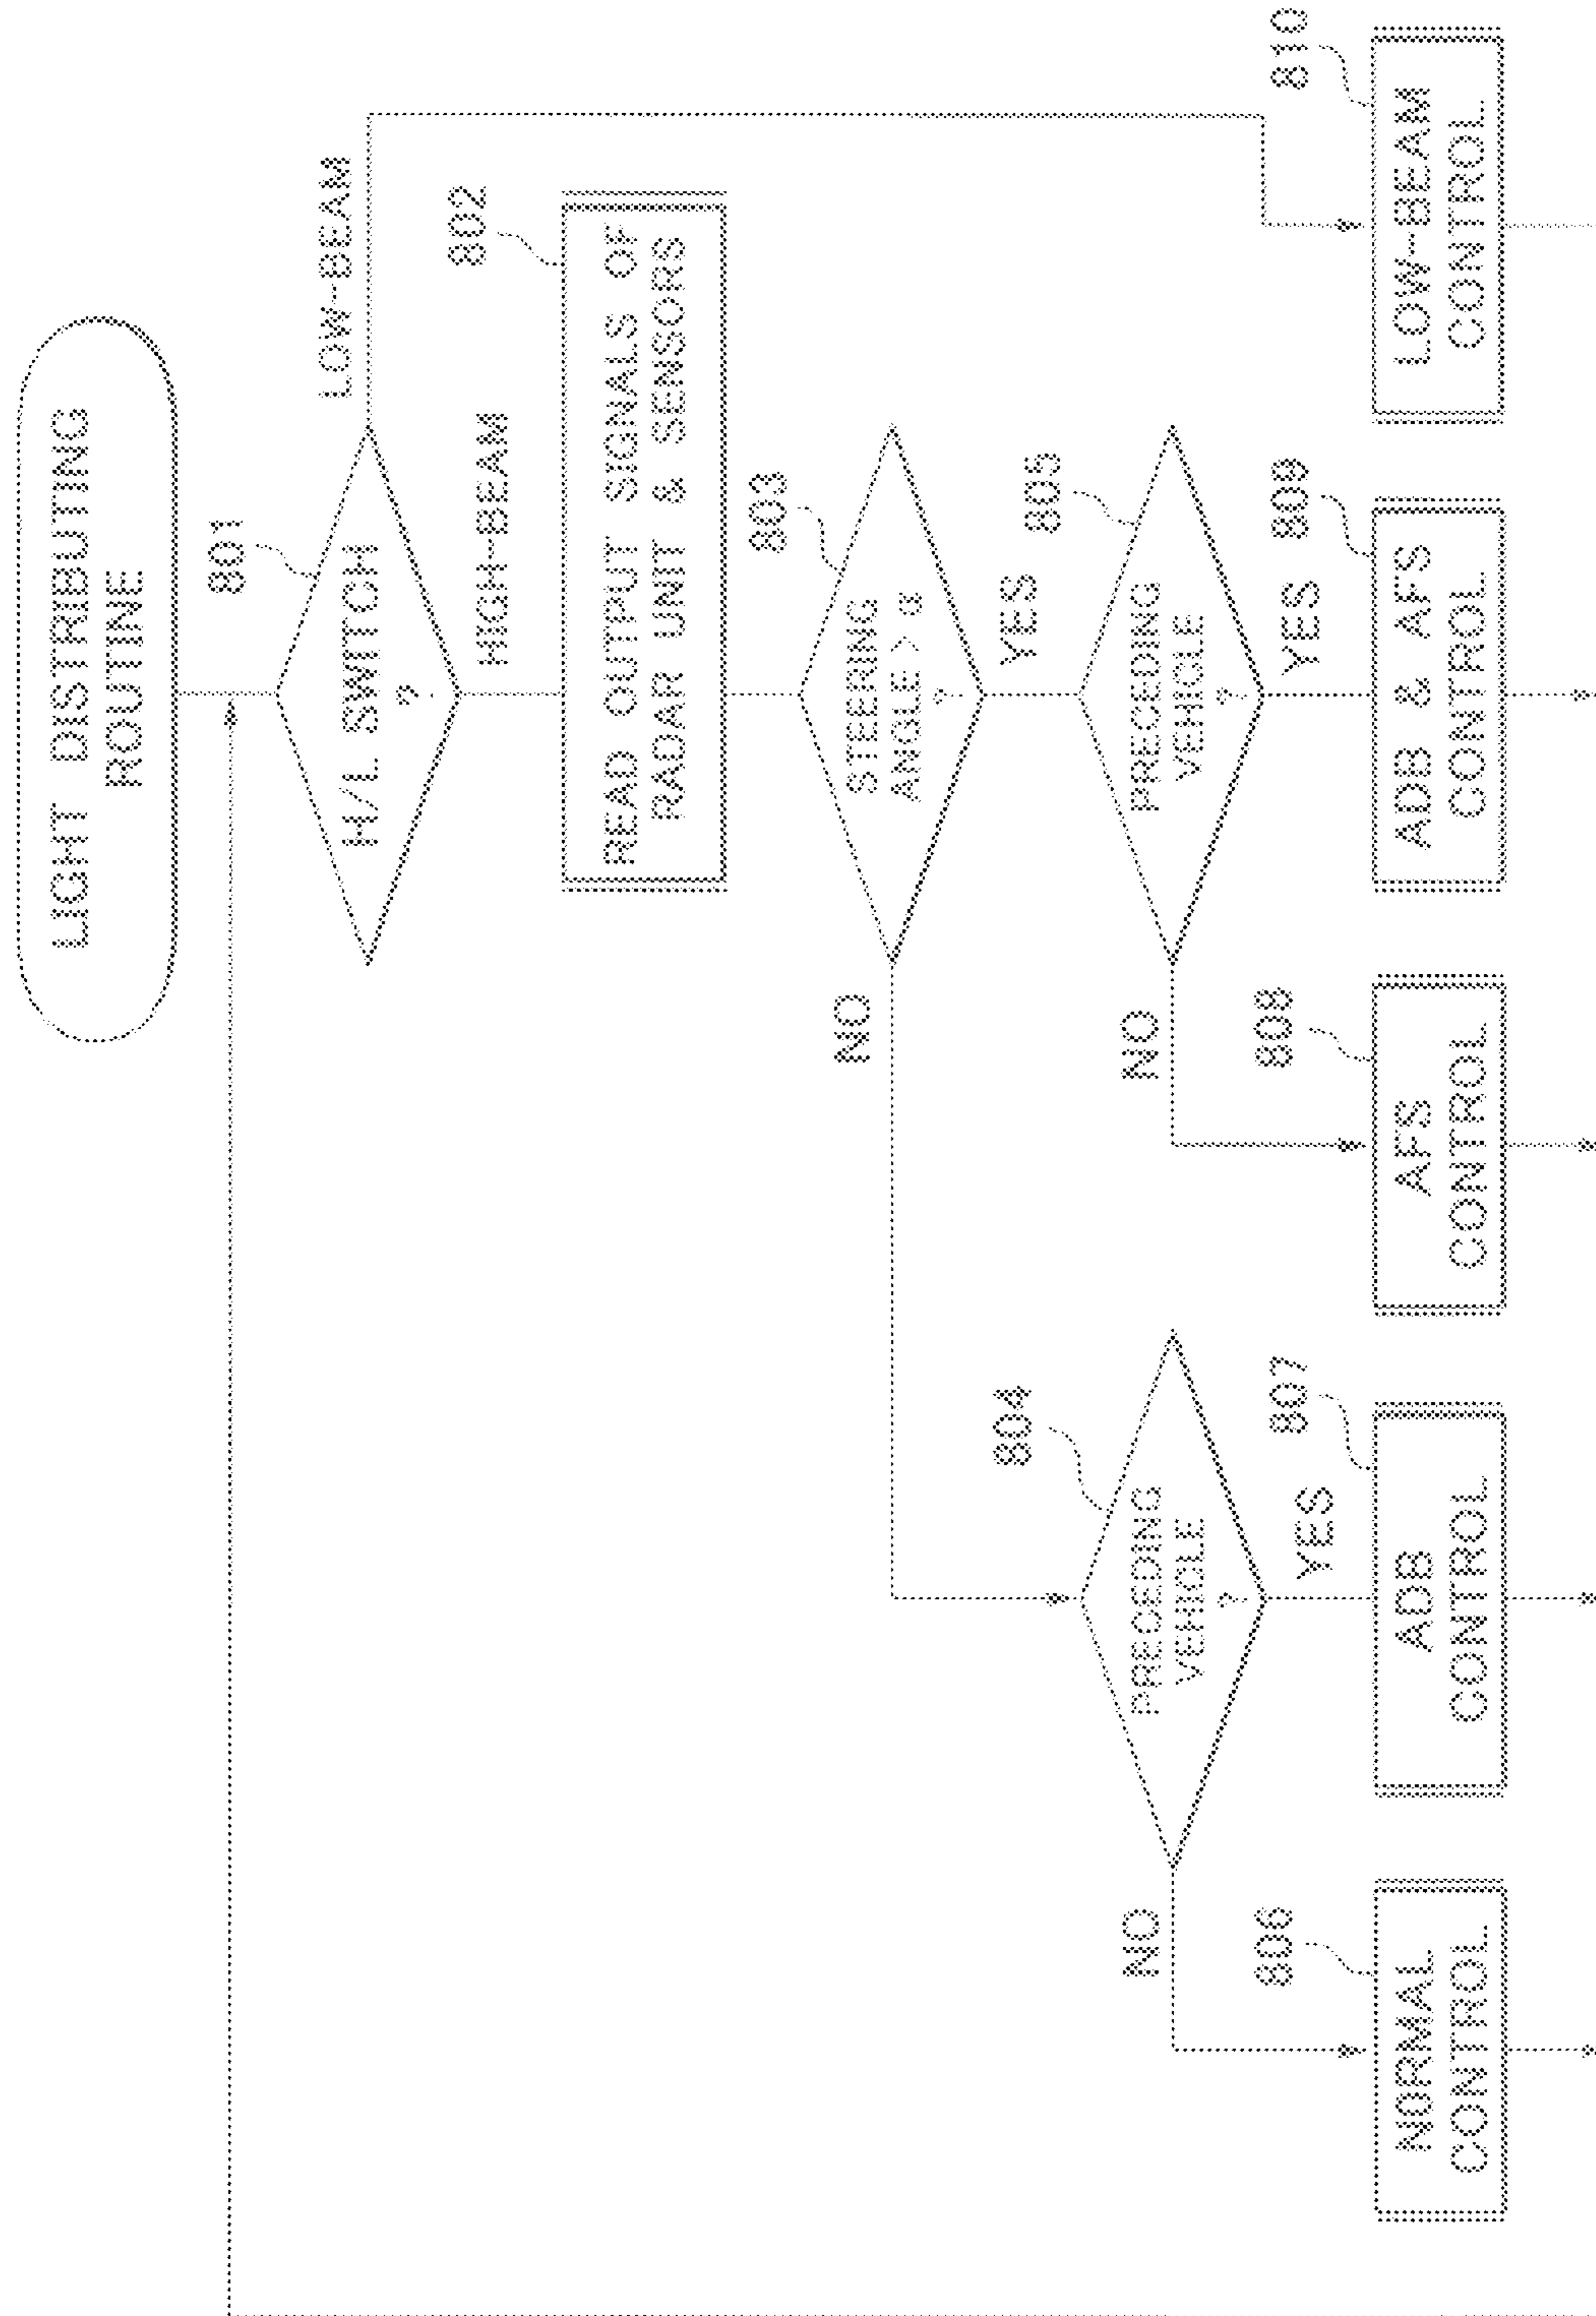 LIGHT DISTRIBUTING
ROUTINE
801
H/L SWITCH
?
LOW-BEAM
HIGH-BEAM
802
READ OUTPUT SIGNALS OF
RADAR UNIT & SENSORS
803
STEERING
ANGLE > α
?
NO
YES
804
PRECEDING
VEHICLE
?
NO
YES
805
PRECEDING
VEHICLE
?
NO
YES
806
NORMAL
CONTROL
807
ADB
CONTROL
808
AFS
CONTROL
809
ADB & AFS
CONTROL
810
LOW-BEAM
CONTROL